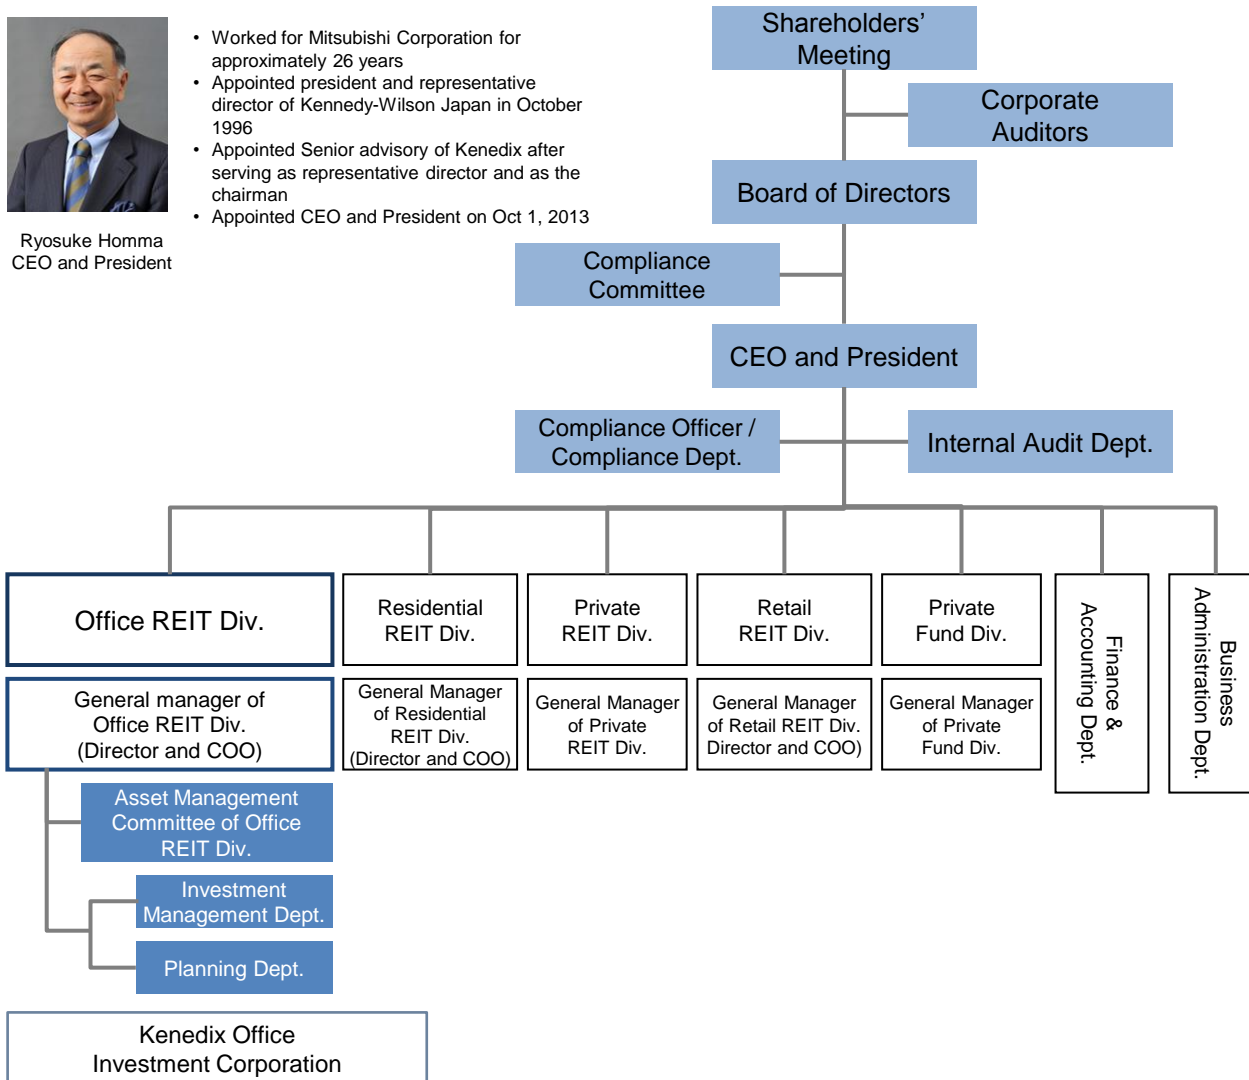 • Worked for Mitsubishi Corporation for
approximately 26 years
• Appointed president and representative
director of Kennedy-Wilson Japan in October
1996
• Appointed Senior advisory of Kenedix after
serving as representative director and as the
chairman
• Appointed CEO and President on Oct 1, 2013
Ryosuke Homma
CEO and President
Shareholders'
Meeting
Corporate
Auditors
Board of Directors
Compliance
Committee
CEO and President
Compliance Officer /
Compliance Dept.
Internal Audit Dept.
Office REIT Div.
Residential
REIT Div.
Private
REIT Div.
Retail
REIT Div.
Private
Fund Div.
Finance &
Accounting Dept.
Business
Administration Dept.
General manager of
Office REIT Div.
(Director and COO)
General Manager
of Residential
REIT Div.
(Director and COO)
General Manager
of Private
REIT Div.
General Manager
of Retail REIT Div.
Director and COO)
General Manager
of Private
Fund Div.
Asset Management
Committee of Office
REIT Div.
Investment
Management Dept.
Planning Dept.
Kenedix Office
Investment Corporation